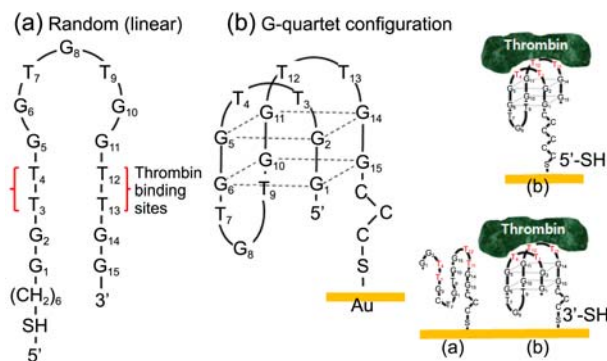 (a) Random (linear)
G8
T7 T9
G6 G10
G5 G11
T4 T12
T3 T13
Thrombin
binding
sites
G2 G14
G1 G15
(CH2)6
3'
SH
5'
(b) G-quartet configuration
T12 T13
T4 T3
G5 G11 G2 G14
G10 G15
G6 T9 G1
T7 5'
G8
C
C
S
Au
Thrombin
5'-SH
(b)
Thrombin
3'-SH
(a) (b)